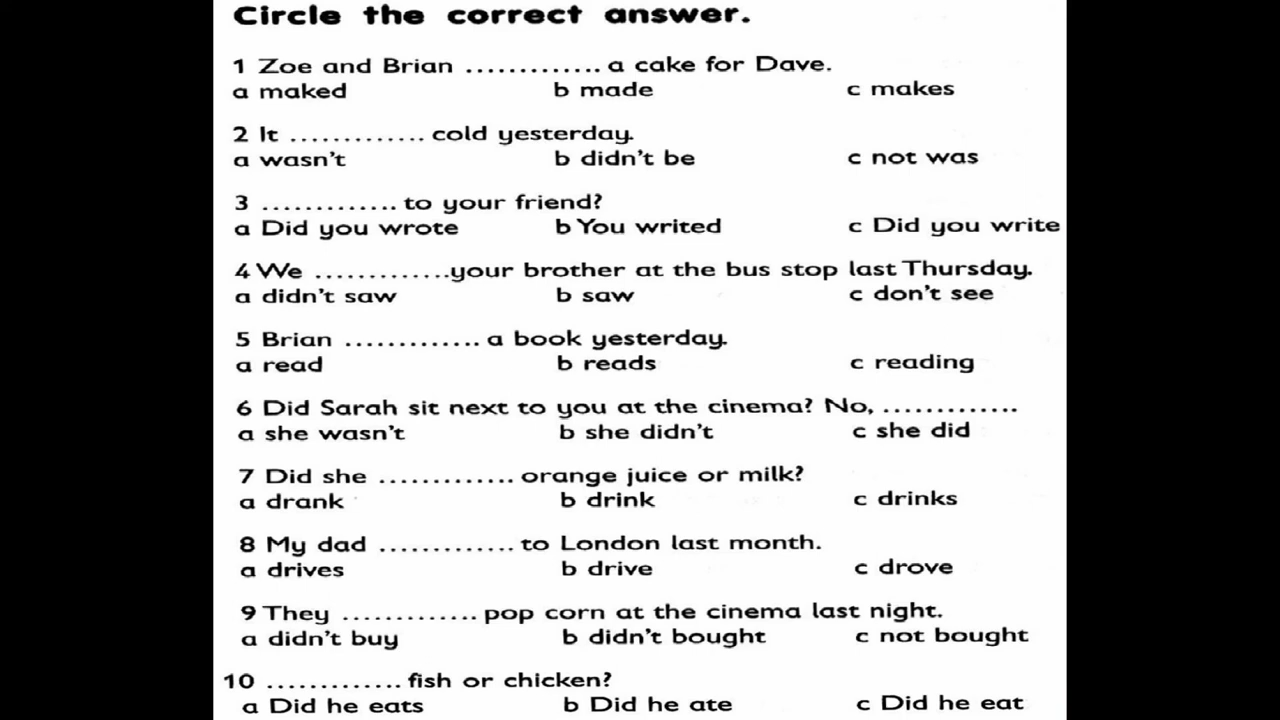 Circle the correct answer.
1 Zoe and Brian ............. a cake for Dave.
a maked b made c makes
2 It ............. cold yesterday.
a wasn't b didn't be c not was
3 ............. to your friend?
a Did you wrote b You writed c Did you write
4 We .............your brother at the bus stop last Thursday.
a didn't saw b saw c don't see
5 Brian ............. a book yesterday.
a read b reads c reading
6 Did Sarah sit next to you at the cinema? No, .............
a she wasn't b she didn't c she did
7 Did she ............. orange juice or milk?
a drank b drink c drinks
8 My dad ............. to London last month.
a drives b drive c drove
9 They ............. pop corn at the cinema last night.
a didn't buy b didn't bought c not bought
10 ............. fish or chicken?
a Did he eats b Did he ate c Did he eat